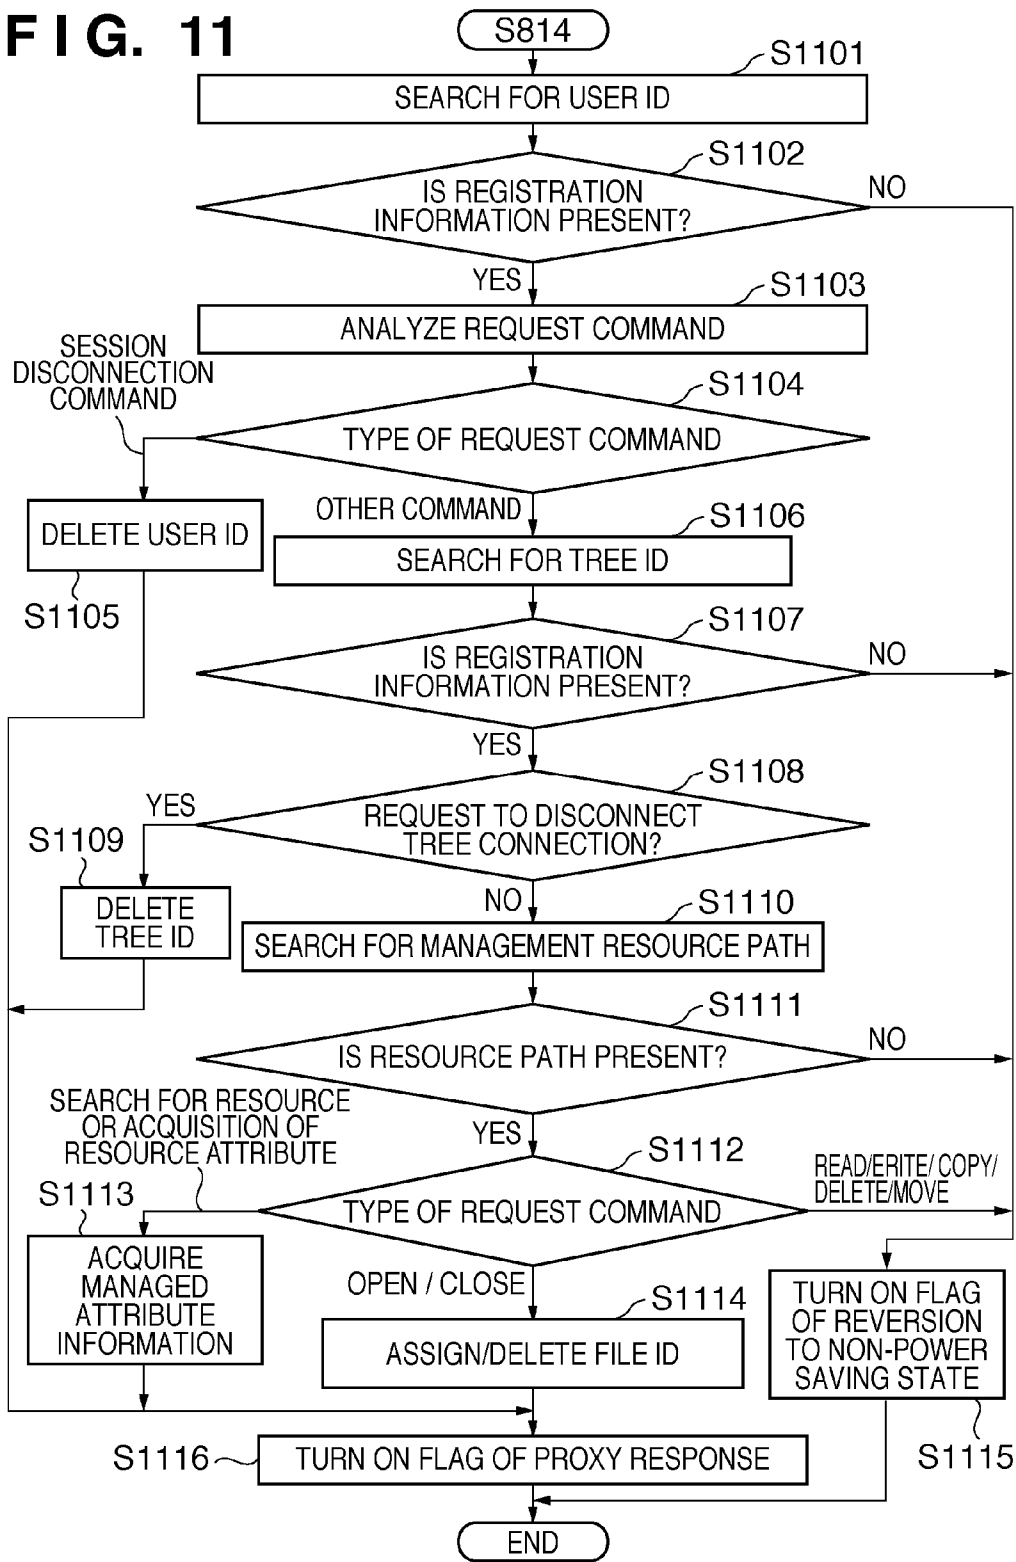 FIG. 11
S814
S1101
SEARCH FOR USER ID
S1102
IS REGISTRATION
INFORMATION PRESENT?
NO
YES
S1103
ANALYZE REQUEST COMMAND
SESSION
DISCONNECTION
COMMAND
S1104
TYPE OF REQUEST COMMAND
OTHER COMMAND
DELETE USER ID
S1105
S1106
SEARCH FOR TREE ID
S1107
IS REGISTRATION
INFORMATION PRESENT?
NO
YES
S1108
REQUEST TO DISCONNECT
TREE CONNECTION?
YES
S1109
DELETE
TREE ID
NO
S1110
SEARCH FOR MANAGEMENT RESOURCE PATH
S1111
IS RESOURCE PATH PRESENT?
NO
YES
SEARCH FOR RESOURCE
OR ACQUISITION OF
RESOURCE ATTRIBUTE
S1112
TYPE OF REQUEST COMMAND
READ/ERITE/ COPY/
DELETE/MOVE
S1113
ACQUIRE
MANAGED
ATTRIBUTE
INFORMATION
OPEN / CLOSE
S1114
ASSIGN/DELETE FILE ID
TURN ON FLAG
OF REVERSION
TO NON-POWER
SAVING STATE
S1115
S1116
TURN ON FLAG OF PROXY RESPONSE
END